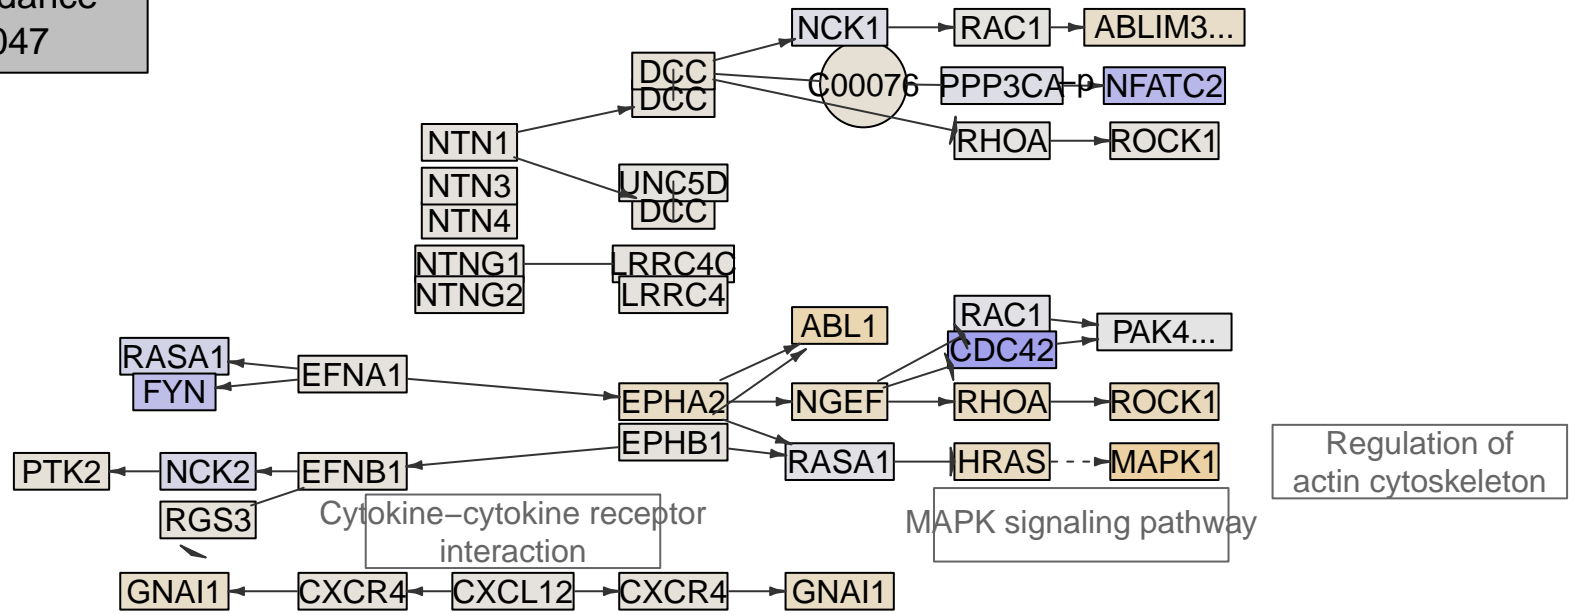 047
NCK1
RAC1
ABLIM3...
DCC
C00076
PPP3CA
-p
NFATC2
DCC
NTN1
RHOA
ROCK1
NTN3
UNC5D
NTN4
DCC
NTNG1
LRRC4C
NTNG2
LRRC4
RAC1
ABL1
PAK4...
RASA1
CDC42
EFNA1
FYN
EPHA2
NGEF
RHOA
ROCK1
EPHB1
RASA1
HRAS
MAPK1
Regulation of
actin cytoskeleton
PTK2
NCK2
EFNB1
RGS3
Cytokine−cytokine receptor
interaction
MAPK signaling pathway
GNAI1
CXCR4
CXCL12
CXCR4
GNAI1